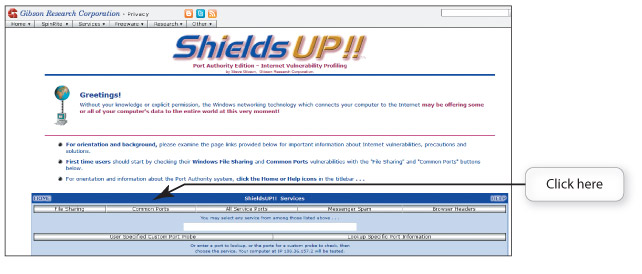 Gibson Research Corporation - Privacy
Home SpinRite Services Freeware Research Other
Shields UP!!
Port Authority Edition – Internet Vulnerability Profiling
by Steve Gibson, Gibson Research Corporation.
Greetings!
Without your knowledge or explicit permission, the Windows networking technology which connects your computer to the Internet may be offering some
or all of your computer's data to the entire world at this very moment!
For orientation and background, please examine the page links provided below for important information about Internet vulnerabilities, precautions and
solutions.
First time users should start by checking their Windows File Sharing and Common Ports vulnerabilities with the "File Sharing" and "Common Ports" buttons
below.
For orientation and information about the Port Authority system, click the Home or Help icons in the titlebar . . .
Click here
HOME ShieldsUP!! Services HELP
File Sharing Common Ports All Service Ports Messenger Spam Browser Headers
You may select any service from among those listed above . . .
User Specified Custom Port Probe Lookup Specific Port Information
Or enter a port to lookup, or the ports for a custom probe to check, then
choose the service. Your computer at IP will be tested.